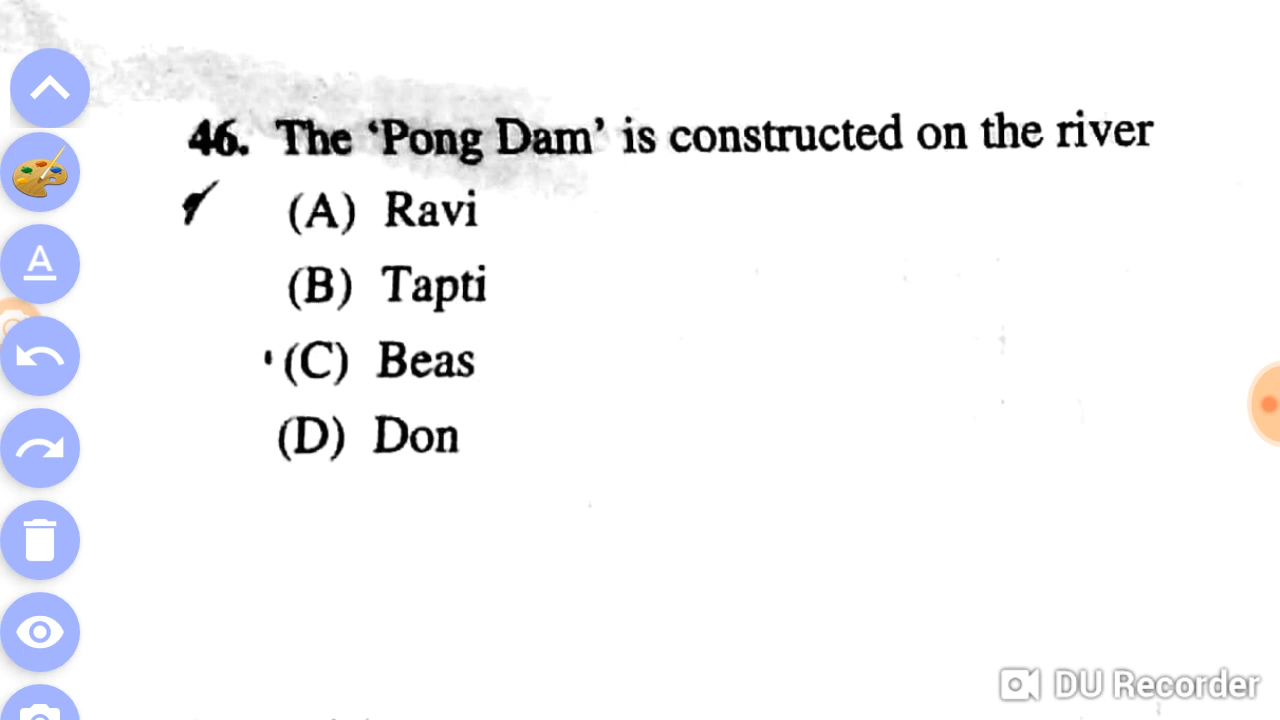 46. The ‘Pong Dam’ is constructed on the river
(A) Ravi
(B) Tapti
(C) Beas
(D) Don
A
DU Recorder